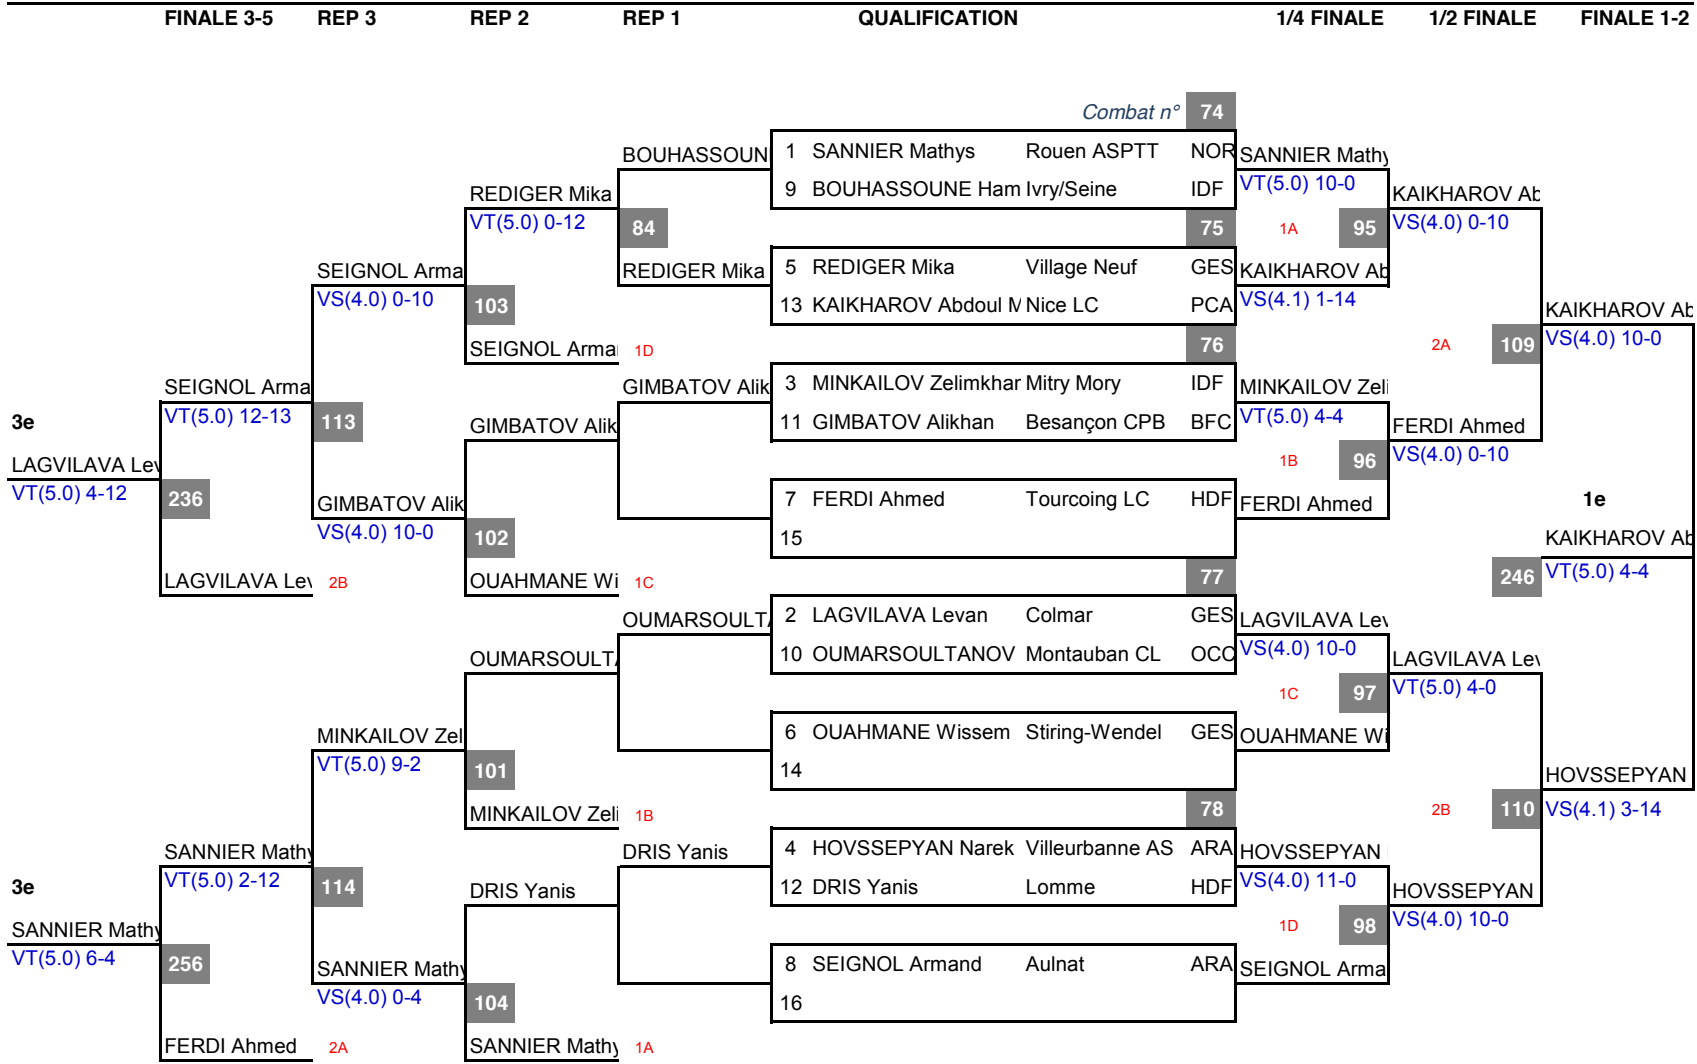 FINALE 3-5 REP 3 REP 2 REP 1 QUALIFICATION 1/4 FINALE 1/2 FINALE FINALE 1-2
Combat n° 74
BOUHASSOUN 1 SANNIER Mathys Rouen ASPTT NOR SANNIER Mathy
REDIGER Mika 9 BOUHASSOUNE Ham Ivry/Seine IDF VT(5.0) 10-0 KAIKHAROV Ab
VT(5.0) 0-12 84 75 1A 95 VS(4.0) 0-10
SEIGNOL Arma REDIGER Mika 5 REDIGER Mika Village Neuf GES KAIKHAROV Ab
VS(4.0) 0-10 103 13 KAIKHAROV Abdoul M Nice LC PCA VS(4.1) 1-14 KAIKHAROV Ab
SEIGNOL Arma 1D 76 2A 109 VS(4.0) 10-0
SEIGNOL Arma GIMBATOV Alik 3 MINKAILOV Zelimkhar Mitry Mory IDF MINKAILOV Zeli
3e VT(5.0) 12-13 113 GIMBATOV Alik 11 GIMBATOV Alikhan Besançon CPB BFC VT(5.0) 4-4 FERDI Ahmed
LAGVILAVA Lev 1B 96 VS(4.0) 0-10
VT(5.0) 4-12 236 GIMBATOV Alik 7 FERDI Ahmed Tourcoing LC HDF FERDI Ahmed 1e
VS(4.0) 10-0 102 15 KAIKHAROV Ab
LAGVILAVA Lev 2B OUAHMANE Wi 1C 77 246 VT(5.0) 4-4
OUMARSOULTA 2 LAGVILAVA Levan Colmar GES LAGVILAVA Lev
OUMARSOULTA 10 OUMARSOULTANOV Montauban CL OCC VS(4.0) 10-0 LAGVILAVA Lev
1C 97 VT(5.0) 4-0
MINKAILOV Zel 6 OUAHMANE Wissem Stiring-Wendel GES OUAHMANE Wi
VT(5.0) 9-2 101 14 HOVSSEPYAN
MINKAILOV Zeli 1B 78 2B 110 VS(4.1) 3-14
SANNIER Mathy DRIS Yanis 4 HOVSSEPYAN Narek Villeurbanne AS ARA HOVSSEPYAN
3e VT(5.0) 2-12 114 DRIS Yanis 12 DRIS Yanis Lomme HDF VS(4.0) 11-0 HOVSSEPYAN
SANNIER Mathy 1D 98 VS(4.0) 10-0
VT(5.0) 6-4 256 SANNIER Mathy 8 SEIGNOL Armand Aulnat ARA SEIGNOL Arma
VS(4.0) 0-4 104 16
FERDI Ahmed 2A SANNIER Mathy 1A